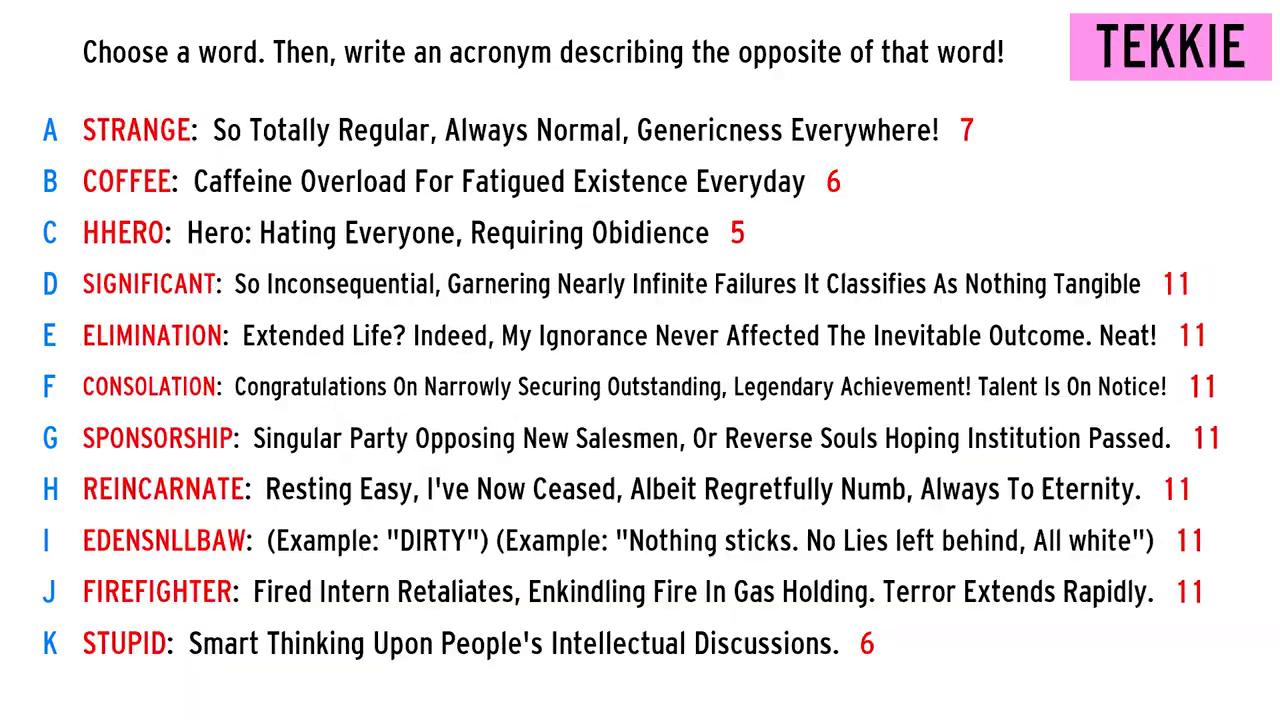 Choose a word. Then, write an acronym describing the opposite of that word!
TEKKIE
A STRANGE: So Totally Regular, Always Normal, Genericness Everywhere! 7
B COFFEE: Caffeine Overload For Fatigued Existence Everyday 6
C HHERO: Hero: Hating Everyone, Requiring Obidience 5
D SIGNIFICANT: So Inconsequential, Garnering Nearly Infinite Failures It Classifies As Nothing Tangible 11
E ELIMINATION: Extended Life? Indeed, My Ignorance Never Affected The Inevitable Outcome. Neat! 11
F CONSOLATION: Congratulations On Narrowly Securing Outstanding, Legendary Achievement! Talent Is On Notice! 11
G SPONSORSHIP: Singular Party Opposing New Salesmen, Or Reverse Souls Hoping Institution Passed. 11
H REINCARNATE: Resting Easy, I've Now Ceased, Albeit Regretfully Numb, Always To Eternity. 11
I EDENSNLLBAW: (Example: "DIRTY") (Example: "Nothing sticks. No Lies left behind, All white") 11
J FIREFIGHTER: Fired Intern Retaliates, Enkindling Fire In Gas Holding. Terror Extends Rapidly. 11
K STUPID: Smart Thinking Upon People's Intellectual Discussions. 6